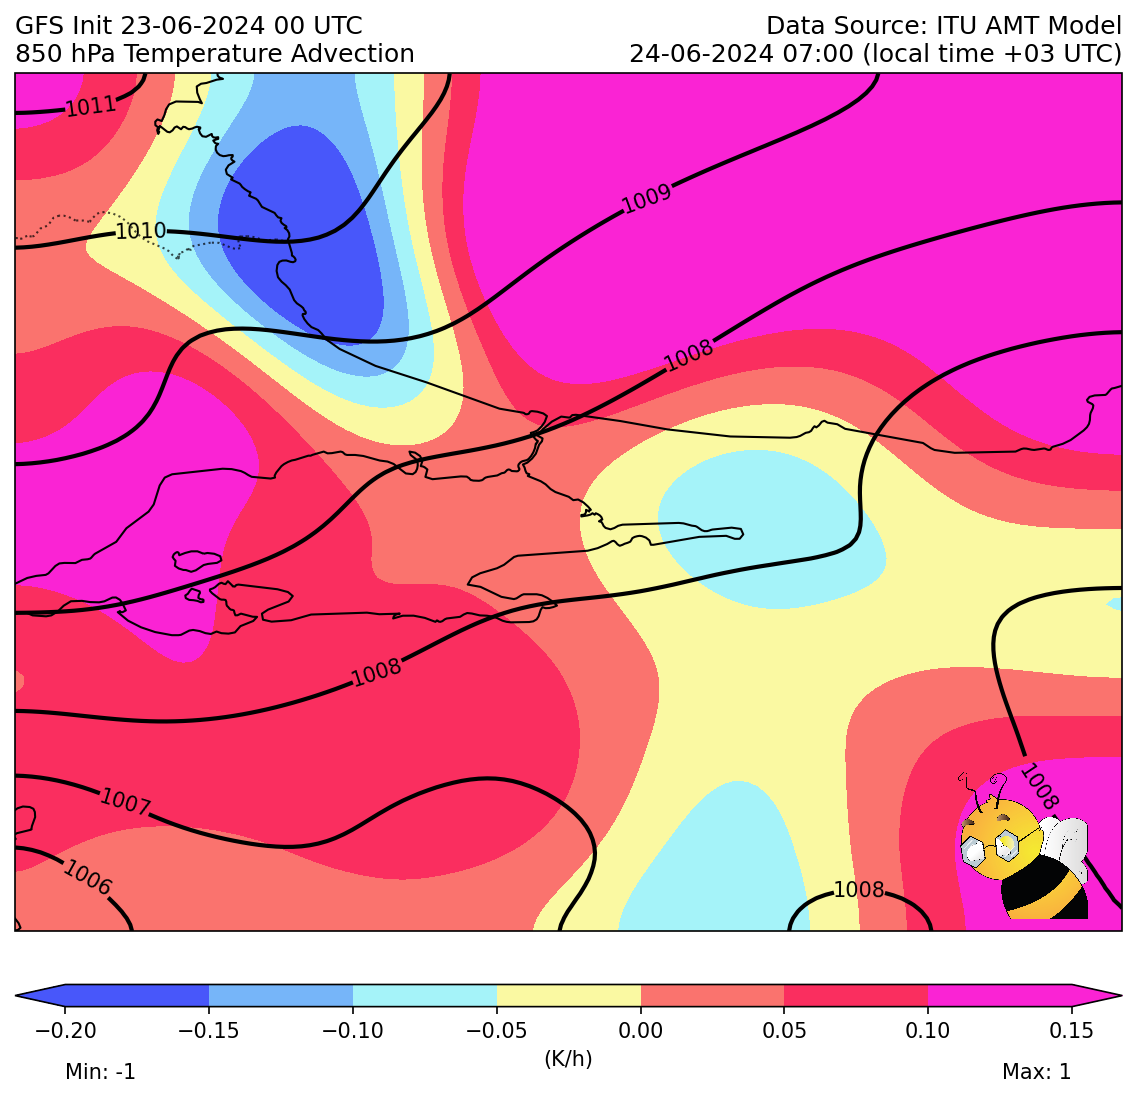 GFS Init 23-06-2024 00 UTC
Data Source: ITU AMT Model
850 hPa Temperature Advection
24-06-2024 07:00 (local time +03 UTC)
1011
1009
1010
1008
1008
1008
1007
1006
1008
−0.20 −0.15 −0.10 −0.05 0.00 0.05 0.10 0.15
(K/h)
Min: -1
Max: 1